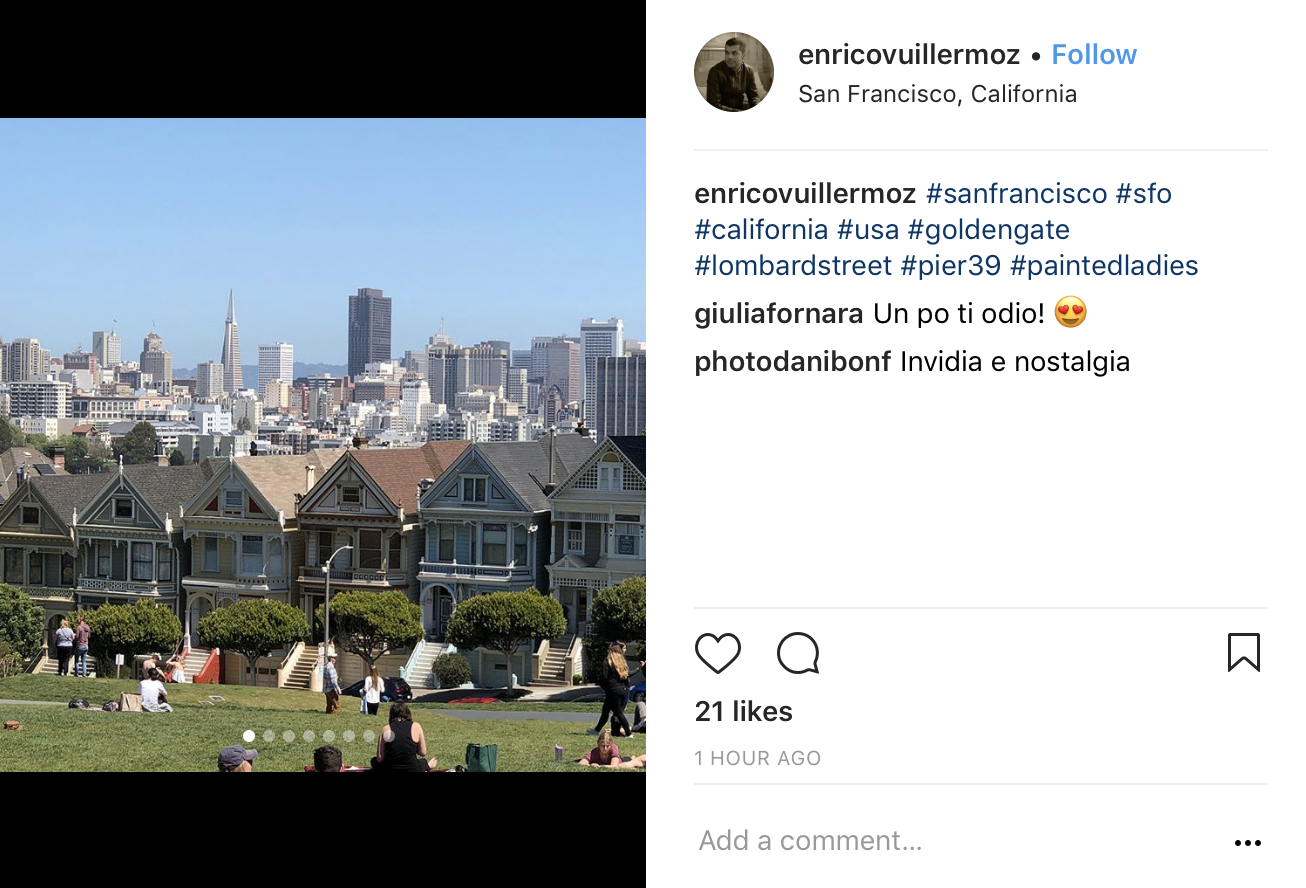 enricovuillermoz • Follow
San Francisco, California
enricovuillermoz #sanfrancisco #sfo
#california #usa #goldengate
#lombardstreet #pier39 #paintedladies
giuliafornara Un po ti odio! 😍
photodanibonf Invidia e nostalgia
21 likes
1 HOUR AGO
Add a comment...